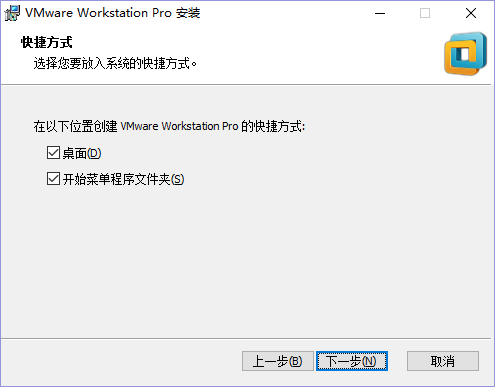 VMware Workstation Pro 安装
快捷方式
选择您要放入系统的快捷方式。
在以下位置创建 VMware Workstation Pro 的快捷方式:
桌面(D)
开始菜单程序文件夹(S)
上一步(B) 下一步(N) 取消